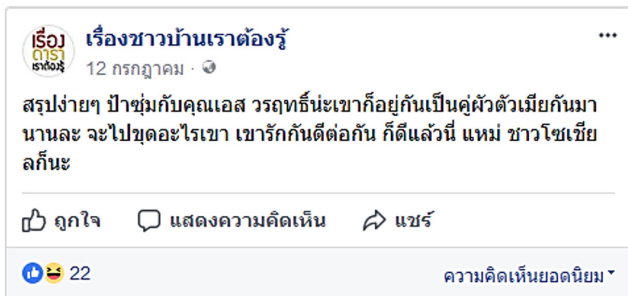 เรื่อง
ดารา
เราต้องรู้
เรื่องชาวบ้านเราต้องรู้
12 กรกฎาคม ·
สรุปง่ายๆ ป้าซุ่มกับคุณเอส วรฤทธิ์น่ะเขาก็อยู่กันเป็นคู่ผัวตัวเมียกันมา
นานละ จะไปขุดอะไรเขา เขารักกันดีต่อกัน ก็ดีแล้วนี่ แหม่ ชาวโซเชีย
ลก็นะ
ถูกใจ แสดงความคิดเห็น แชร์
22 ความคิดเห็นยอดนิยม